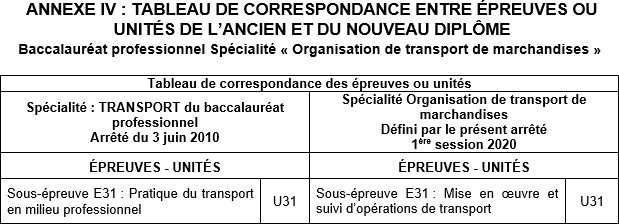 ANNEXE IV : TABLEAU DE CORRESPONDANCE ENTRE ÉPREUVES OU
UNITÉS DE L'ANCIEN ET DU NOUVEAU DIPLÔME
Baccalauréat professionnel Spécialité « Organisation de transport de marchandises »
Tableau de correspondance des épreuves ou unités
Spécialité : TRANSPORT du baccalauréat
professionnel
Arrêté du 3 juin 2010
Spécialité Organisation de transport de
marchandises
Défini par le présent arrêté
1ère session 2020
ÉPREUVES - UNITÉS
ÉPREUVES - UNITÉS
Sous-épreuve E31 : Pratique du transport
en milieu professionnel
U31
Sous-épreuve E31 : Mise en œuvre et
suivi d'opérations de transport
U31